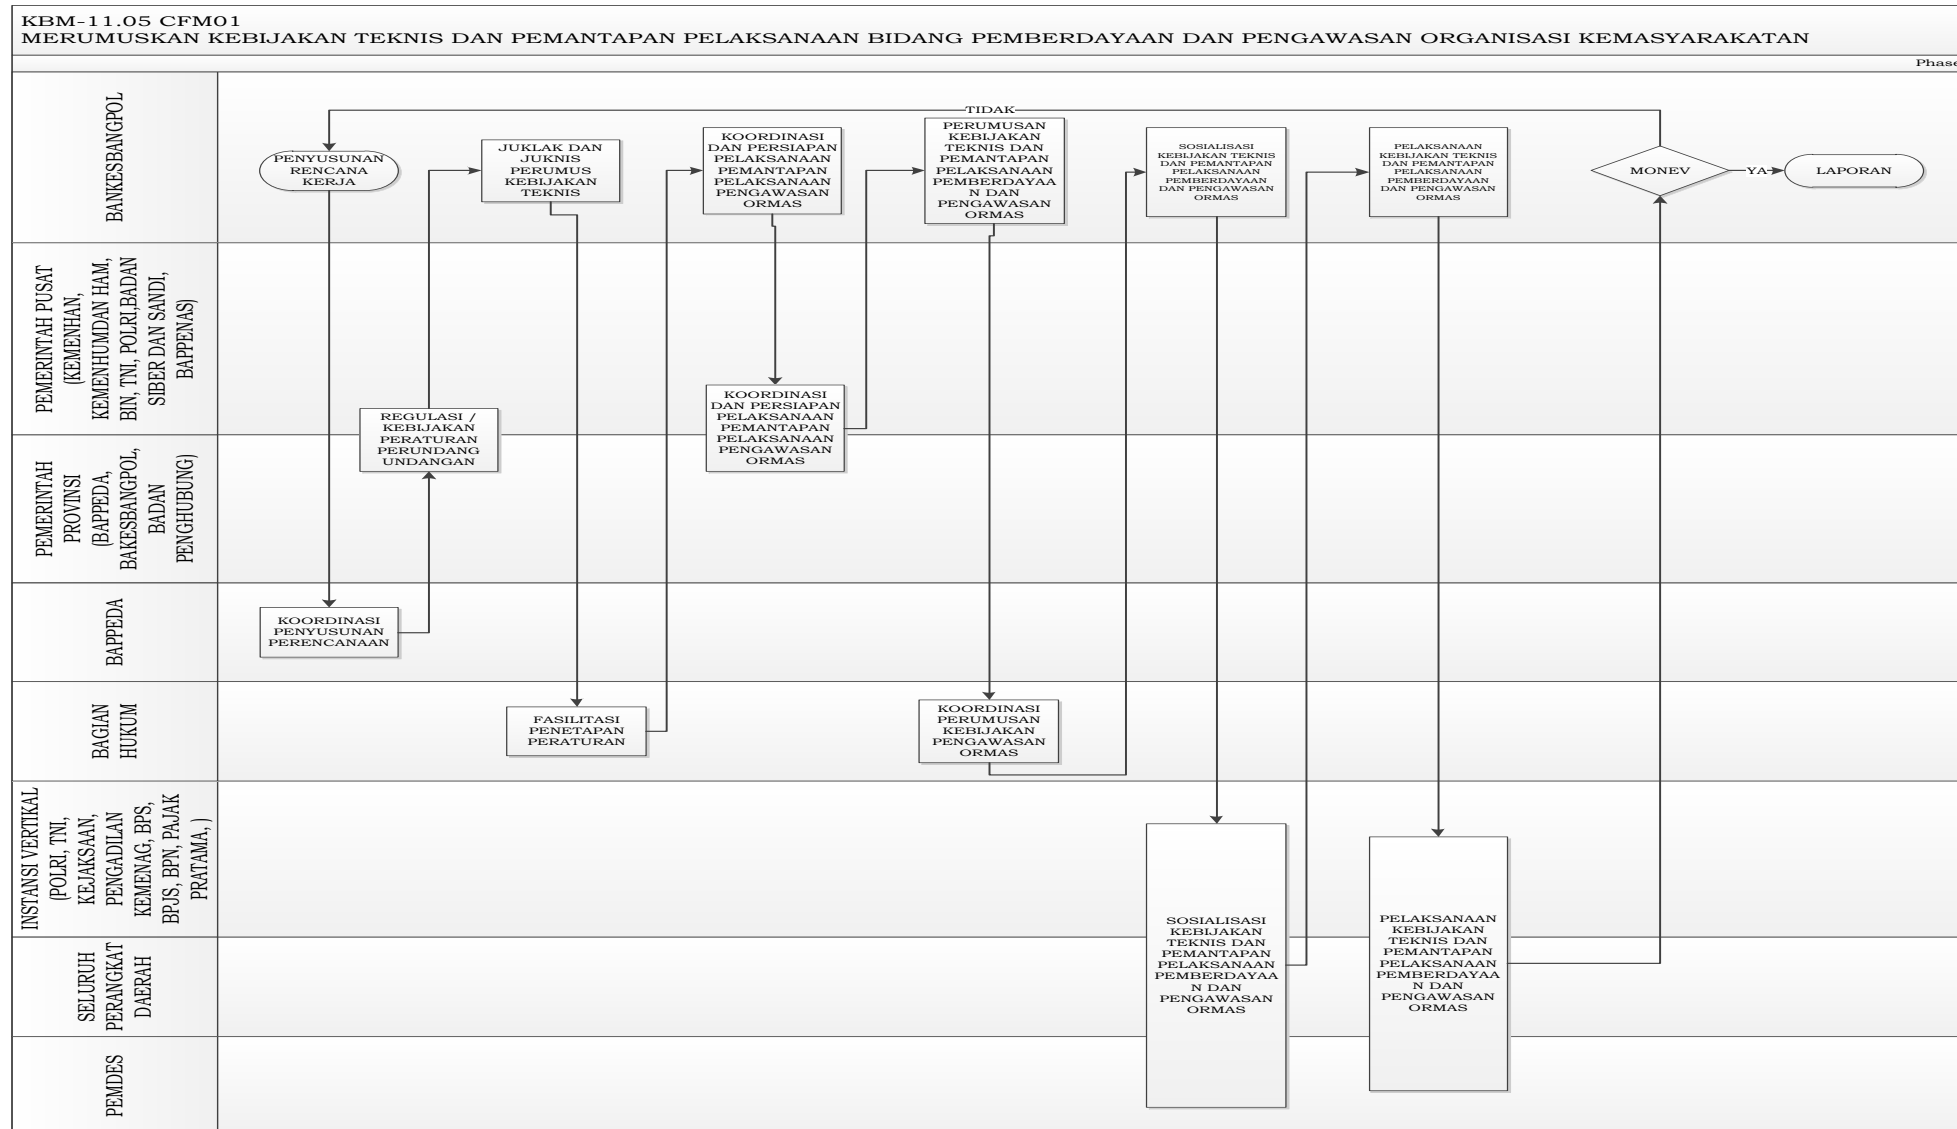 KBM-11.05 CFM01
MERUMUSKAN KEBIJAKAN TEKNIS DAN PEMANTAPAN PELAKSANAAN BIDANG PEMBERDAYAAN DAN PENGAWASAN ORGANISASI KEMASYARAKATAN
Phase
BANKESBANGPOL
TIDAK
PENYUSUNAN
RENCANA
KERJA
JUKLAK DAN
JUKNIS
PERUMUS
KEBIJAKAN
TEKNIS
KOORDINASI
DAN PERSIAPAN
PELAKSANAAN
PEMANTAPAN
PELAKSANAAN
PENGAWASAN
ORMAS
PERUMUSAN
KEBIJAKAN
TEKNIS DAN
PEMANTAPAN
PELAKSANAAN
PEMBERDAYAA
N DAN
PENGAWASAN
ORMAS
SOSIALISASI
KEBIJAKAN TEKNIS
DAN PEMANTAPAN
PELAKSANAAN
PEMBERDAYAAN
DAN PENGAWASAN
ORMAS
PELAKSANAAN
KEBIJAKAN TEKNIS
DAN PEMANTAPAN
PELAKSANAAN
PEMBERDAYAAN
DAN PENGAWASAN
ORMAS
MONEV
YA
LAPORAN
PEMERINTAH PUSAT
(KEMENHAN,
KEMENHUMDAN HAM,
BIN, TNI, POLRI,BADAN
SIBER DAN SANDI,
BAPPENAS)
REGULASI /
KEBIJAKAN
PERATURAN
PERUNDANG
UNDANGAN
KOORDINASI
DAN PERSIAPAN
PELAKSANAAN
PEMANTAPAN
PELAKSANAAN
PENGAWASAN
ORMAS
PEMERINTAH
PROVINSI
(BAPPEDA,
BAKESBANGPOL,
BADAN
PENGHUBUNG)
BAPPEDA
KOORDINASI
PENYUSUNAN
PERENCANAAN
BAGIAN
HUKUM
FASILITASI
PENETAPAN
PERATURAN
KOORDINASI
PERUMUSAN
KEBIJAKAN
PENGAWASAN
ORMAS
INSTANSI VERTIKAL
(POLRI, TNI,
KEJAKSAAN,
PENGADILAN
KEMENAG, BPS,
BPJS, BPN, PAJAK
PRATAMA, )
SOSIALISASI
KEBIJAKAN
TEKNIS DAN
PEMANTAPAN
PELAKSANAAN
PEMBERDAYAA
N DAN
PENGAWASAN
ORMAS
PELAKSANAAN
KEBIJAKAN
TEKNIS DAN
PEMANTAPAN
PELAKSANAAN
PEMBERDAYAA
N DAN
PENGAWASAN
ORMAS
SELURUH
PERANGKAT
DAERAH
PEMDES